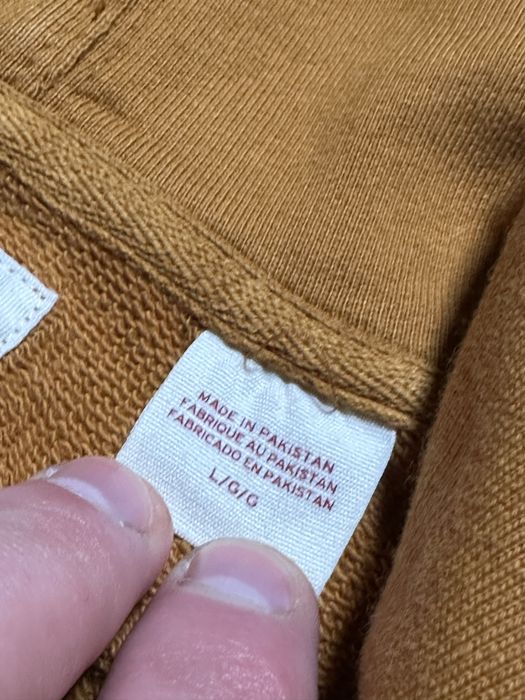 MADE IN PAKISTAN
FABRIQUE AU PAKISTAN
FABRICADO EN PAKISTAN
L/G/G